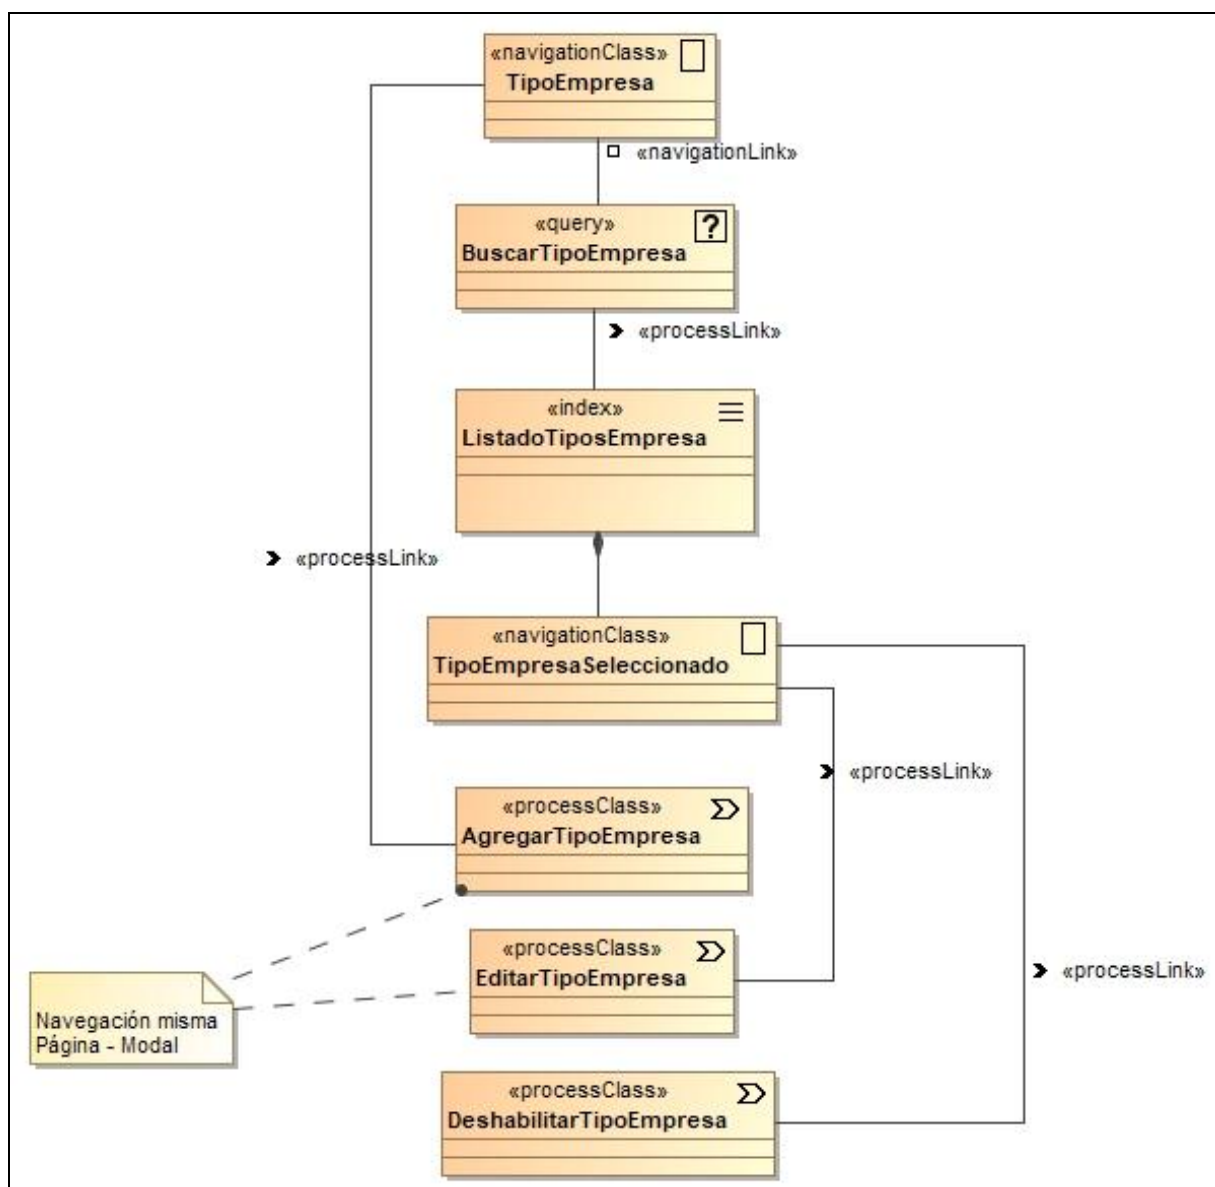 «navigationClass»
TipoEmpresa
«navigationLink»
«query»
?
BuscarTipoEmpresa
«processLink»
«index»
ListadoTiposEmpresa
«processLink»
«navigationClass»
TipoEmpresaSeleccionado
«processLink»
«processClass»
AgregarTipoEmpresa
«processClass»
EditarTipoEmpresa
«processLink»
Navegación misma
Página - Modal
«processClass»
DeshabilitarTipoEmpresa